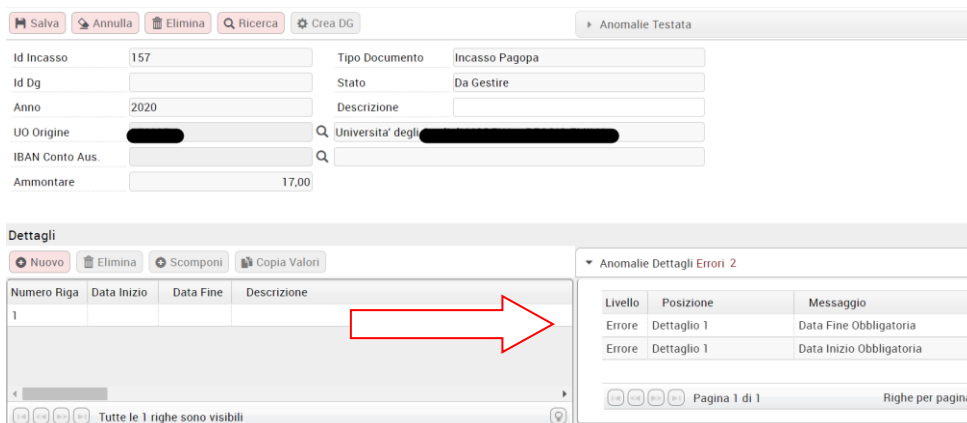 Salva Annulla Elimina Ricerca Crea DG Anomalie Testata
Id Incasso 157 Tipo Documento Incasso Pagopa
Id Dg Stato Da Gestire
Anno 2020 Descrizione
UO Origine Universita' degli
IBAN Conto Aus.
Ammontare 17,00
Dettagli
Nuovo Elimina Scomponi Copia Valori Anomalie Dettagli Errori 2
Numero Riga Data Inizio Data Fine Descrizione Livello Posizione Messaggio
1 Errore Dettaglio 1 Data Fine Obbligatoria
Errore Dettaglio 1 Data Inizio Obbligatoria
Pagina 1 di 1 Righe per pagina
Tutte le 1 righe sono visibili